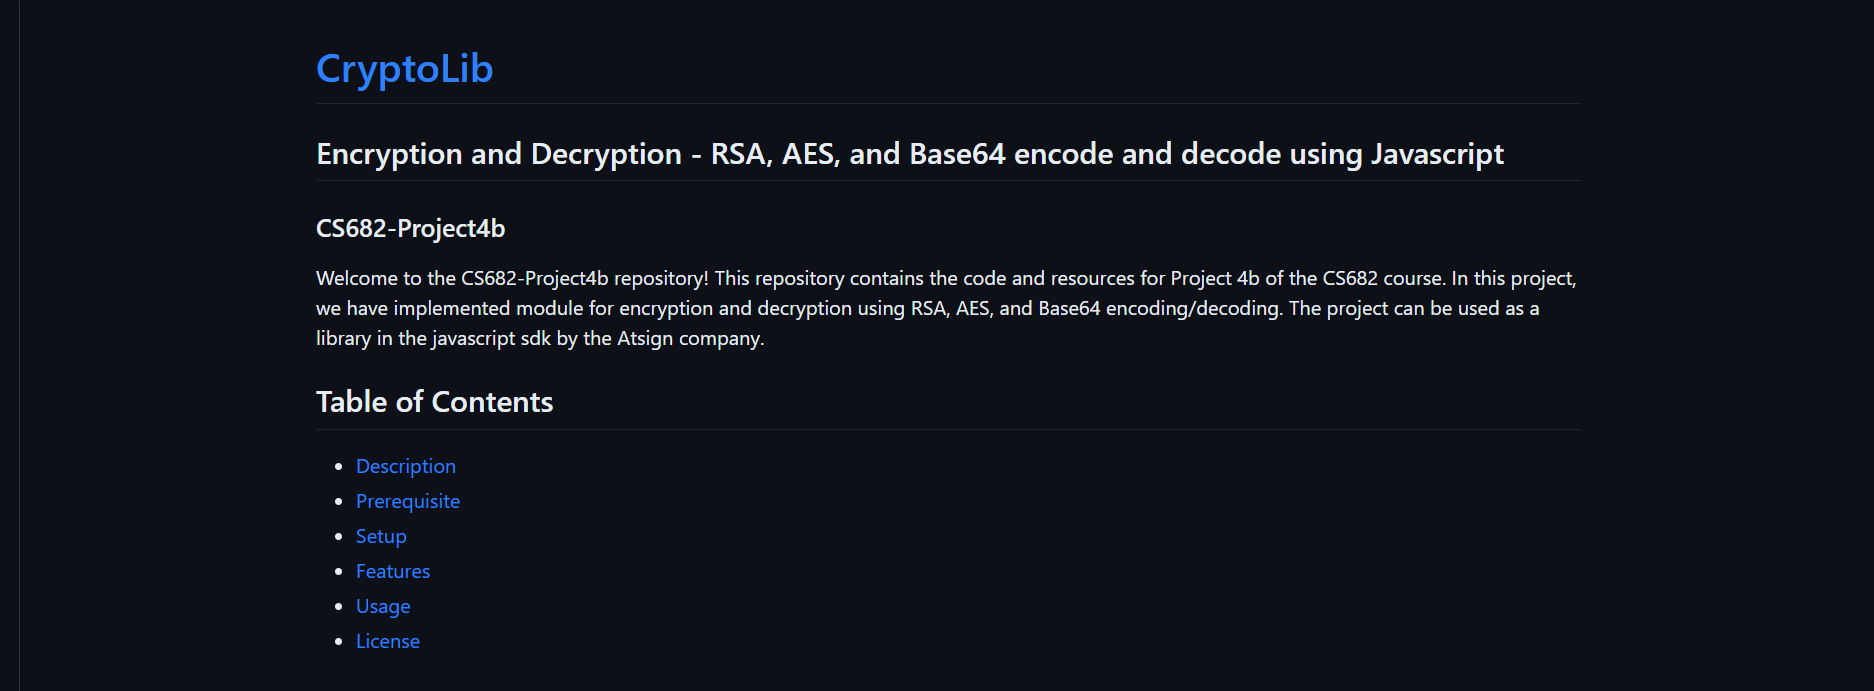 CryptoLib
Encryption and Decryption - RSA, AES, and Base64 encode and decode using Javascript
CS682-Project4b
Welcome to the CS682-Project4b repository! This repository contains the code and resources for Project 4b of the CS682 course. In this project,
we have implemented module for encryption and decryption using RSA, AES, and Base64 encoding/decoding. The project can be used as a
library in the javascript sdk by the Atsign company.
Table of Contents
Description
Prerequisite
Setup
Features
Usage
License